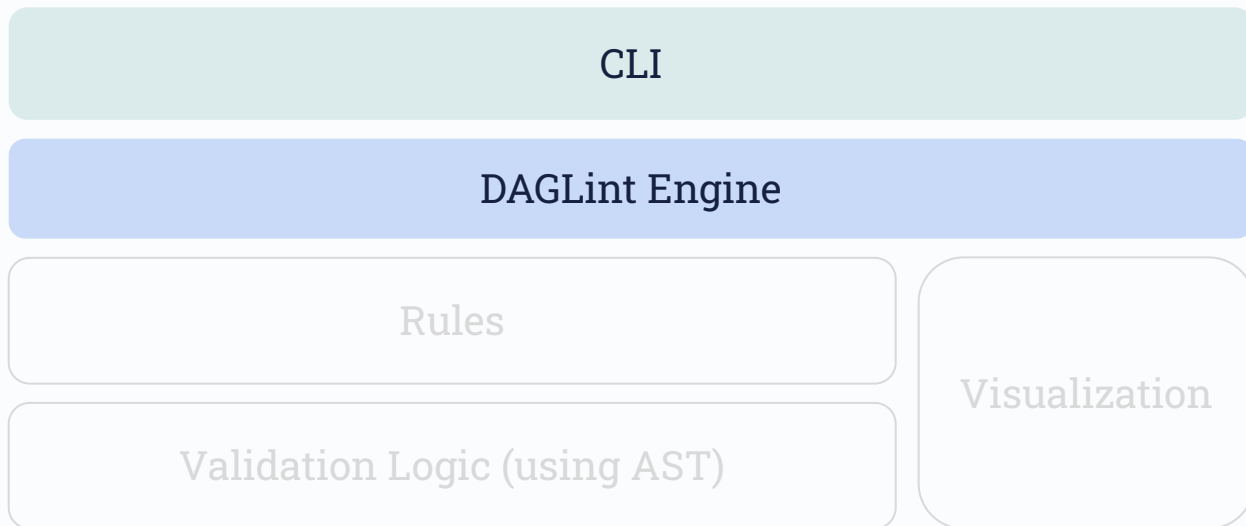 CLI
DAGLint Engine
Rules
Visualization
Validation Logic (using AST)